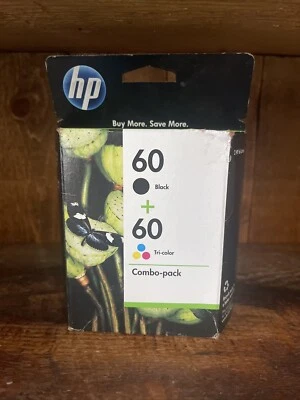 hp
Buy More. Save More.
60
Black
+
60
Tri-color
Combo-pack